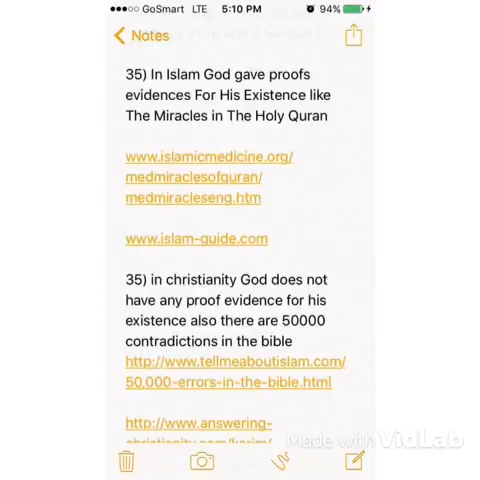 GoSmart LTE 5:10 PM 94%
Notes
35) In Islam God gave proofs
evidences For His Existence like
The Miracles in The Holy Quran
www.islamicmedicine.org/
medmiraclesofquran/
medmiracleseng.htm
www.islam-guide.com
35) in christianity God does not
have any proof evidence for his
existence also there are 50000
contradictions in the bible
http://www.tellmeaboutislam.com/
50,000-errors-in-the-bible.html
http://www.answering-
christianity.com/karim/
Made with VidLab